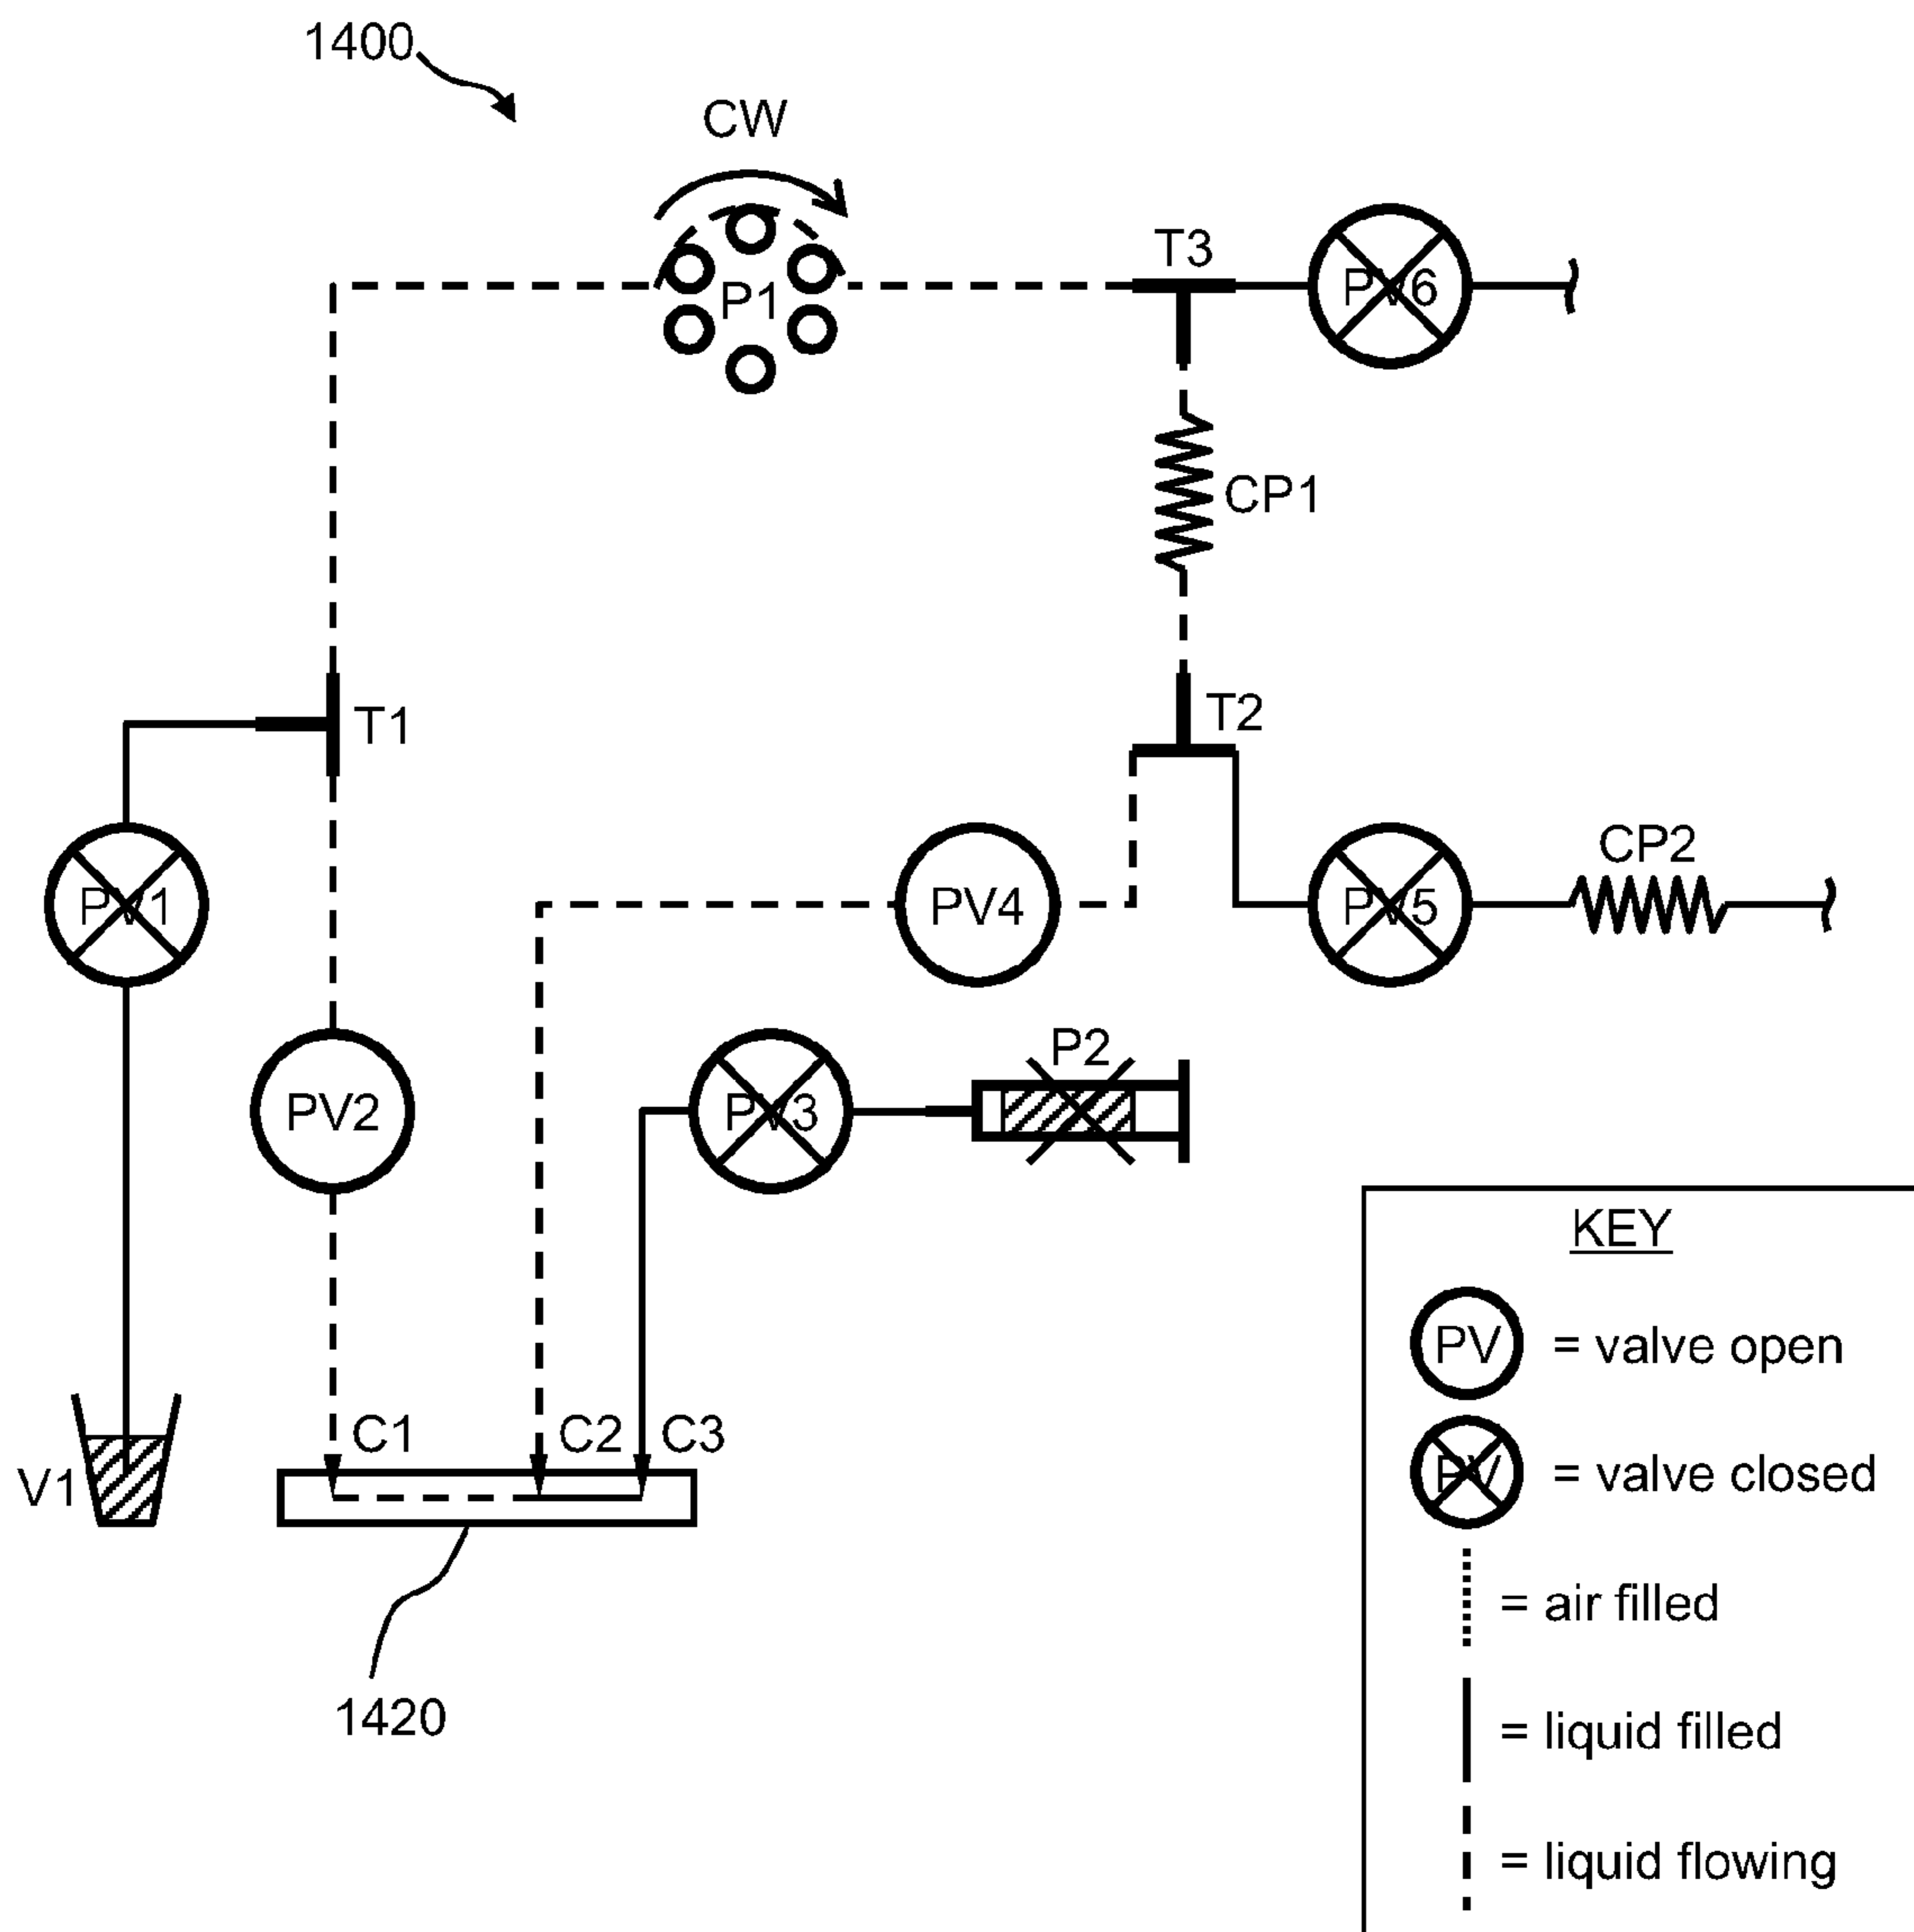 1400
CW
P1
T3
PV6
CP1
T1
T2
PV1
PV4
PV5
CP2
PV2
PV3
P2
V1
C1
C2
C3
1420
KEY
PV = valve open
PV = valve closed
= air filled
= liquid filled
= liquid flowing